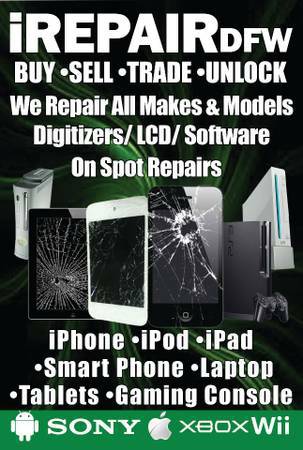 iREPAIRDFW
BUY •SELL •TRADE •UNLOCK
We Repair All Makes & Models
Digitizers/ LCD/ Software
On Spot Repairs
iPhone •iPod •iPad
•Smart Phone •Laptop
•Tablets •Gaming Console
SONY XBOX Wii